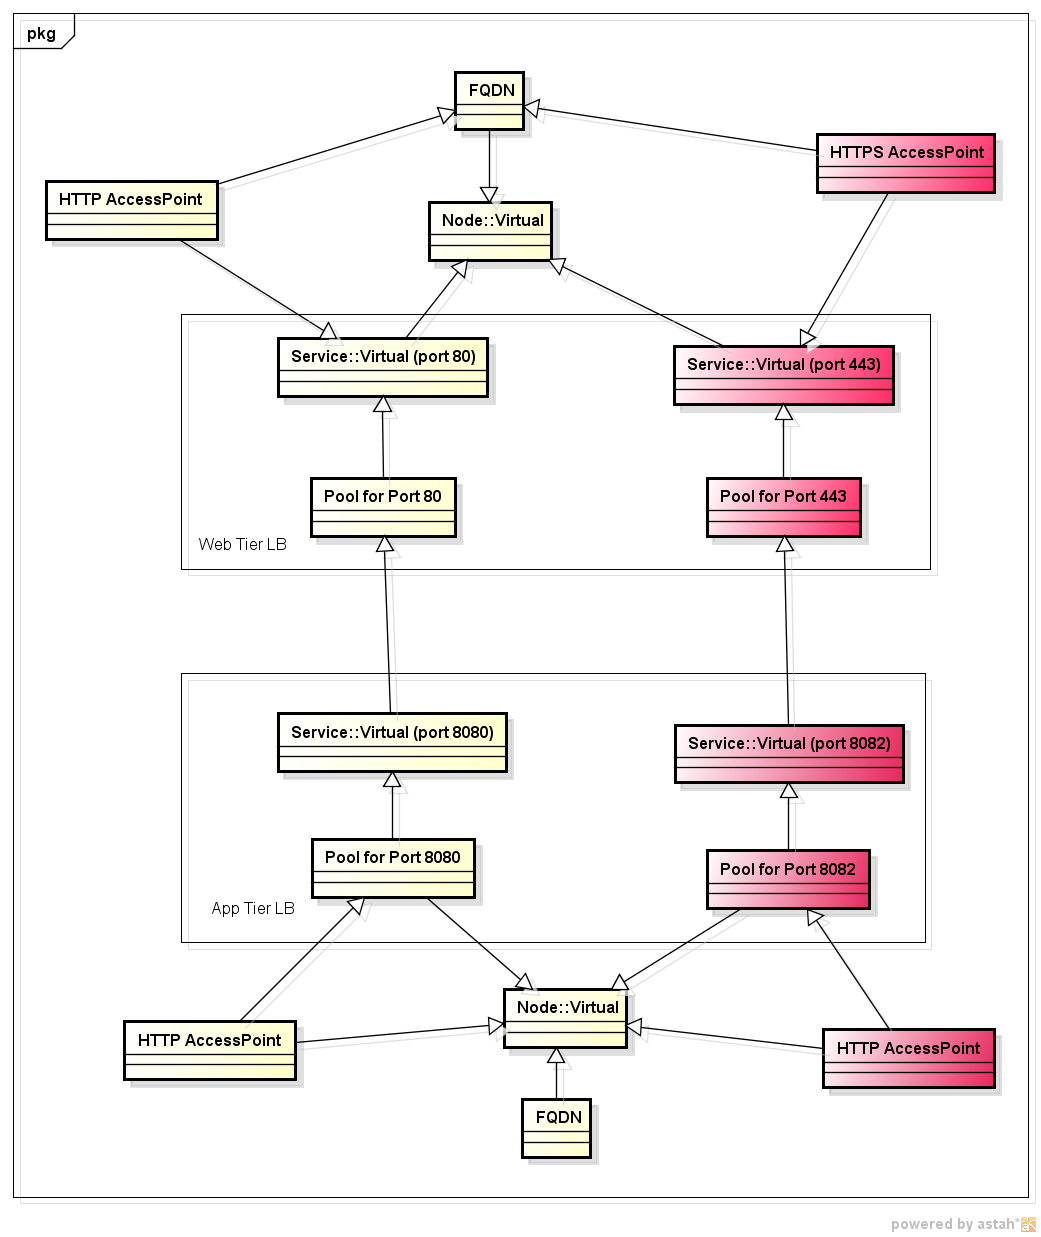 pkg
FQDN
HTTPS AccessPoint
HTTP AccessPoint
Node::Virtual
Service::Virtual (port 80)
Service::Virtual (port 443)
Pool for Port 80
Pool for Port 443
Web Tier LB
Service::Virtual (port 8080)
Service::Virtual (port 8082)
Pool for Port 8080
Pool for Port 8082
App Tier LB
Node::Virtual
HTTP AccessPoint
HTTP AccessPoint
FQDN
powered by astah*